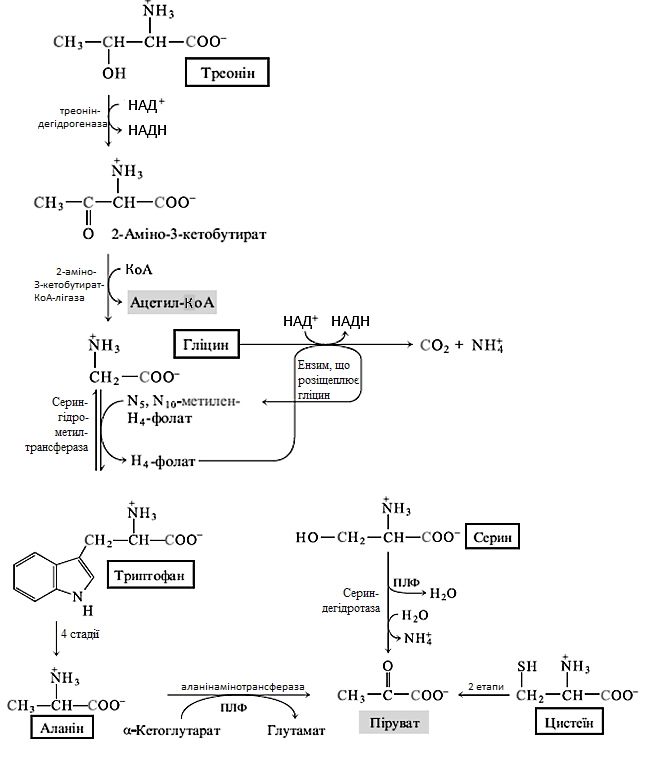 +
NH3
CH3—CH—CH—COO−
OH
Треонін
треонін-
дегідрогеназа
НАД+
НАДН
+
NH3
CH3—C—CH—COO−
O
2-Аміно-3-кетобутират
2-аміно-
3-кетобутират-
КоА-лігаза
КоА
Ацетил-КоА
+
NH3
CH2—COO−
Гліцин
НАД+
НАДН
CO2 + NH4+
Ензим, що
розіщеплює
гліцин
Серин-
гідро-
метил-
трансфераза
N5, N10-метилен-
H4-фолат
H4-фолат
+
NH3
CH2—CH—COO−
N
H
Триптофан
4 стадії
+
NH3
HO—CH2—CH—COO−
Серин
Серин-
дегідротаза
ПЛФ
H2O
H2O
NH4+
+
NH3
CH3—CH—COO−
Аланін
аланінамінотрансфераза
ПЛФ
α-Кетоглутарат
Глутамат
O
CH3—C—COO−
Піруват
2 етапи
SH
+
NH3
CH2—CH—COO−
Цистеїн